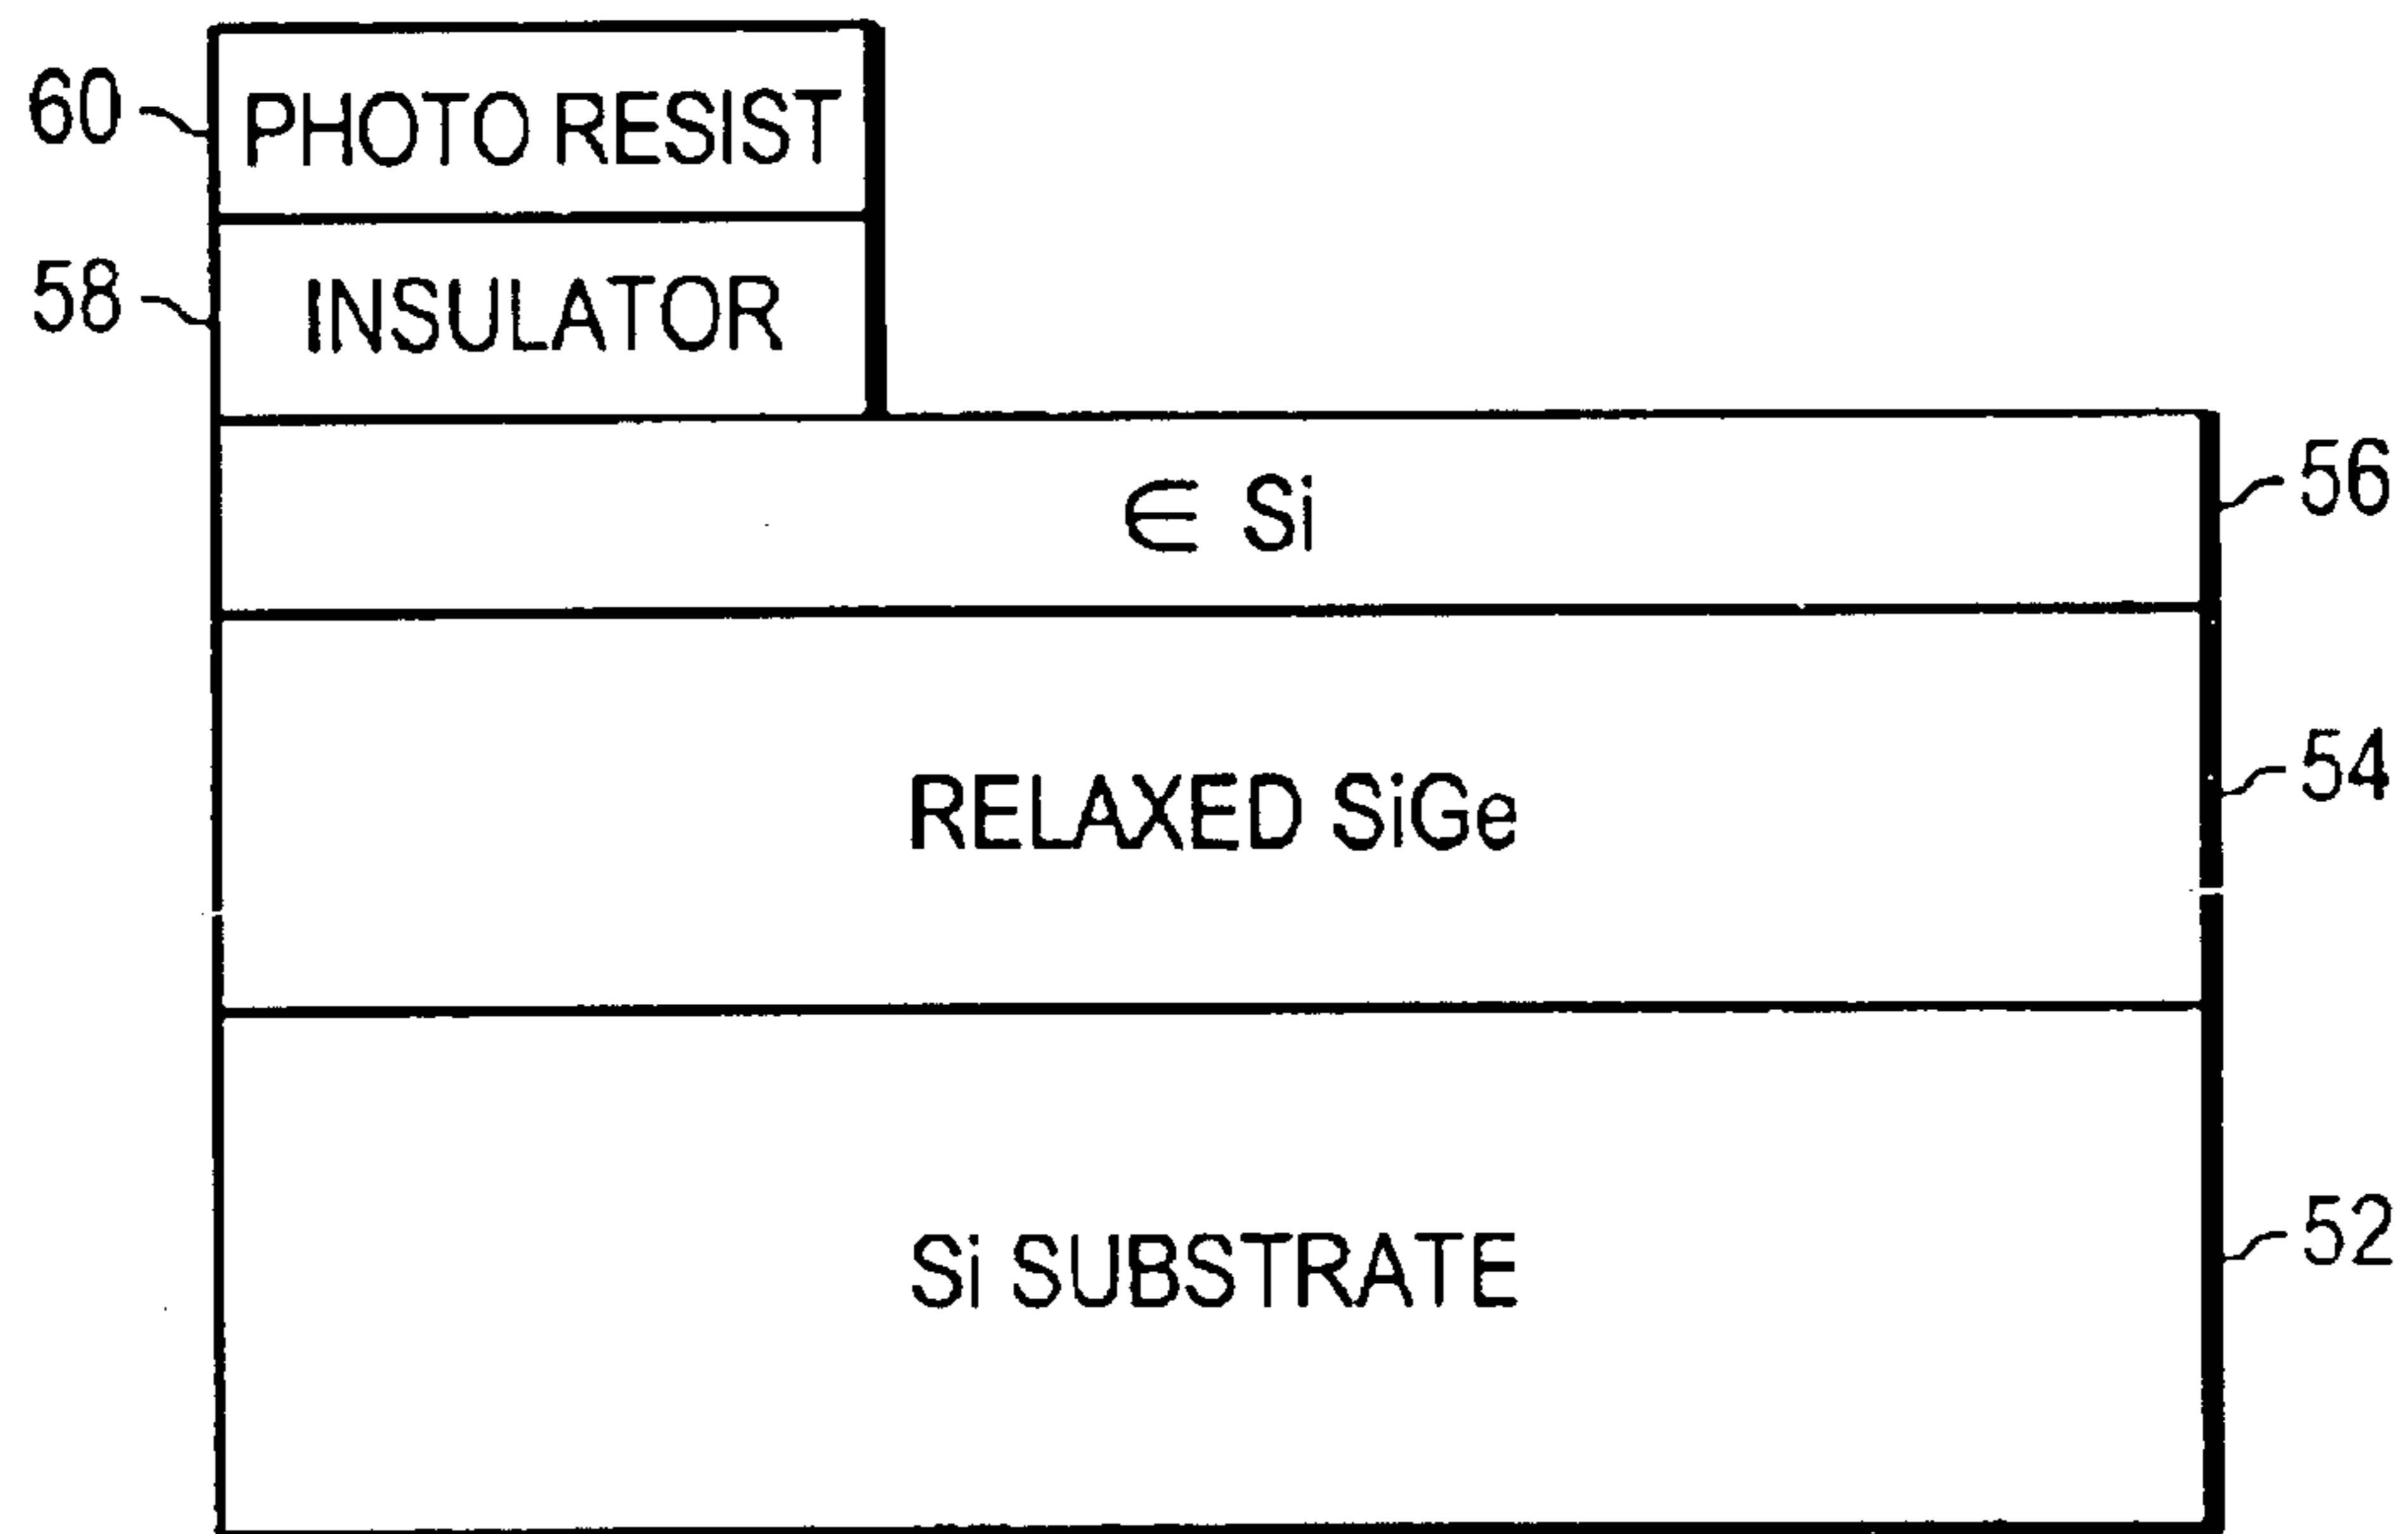 60 PHOTO RESIST
58 INSULATOR
∈ Si 56
RELAXED SiGe 54
Si SUBSTRATE 52